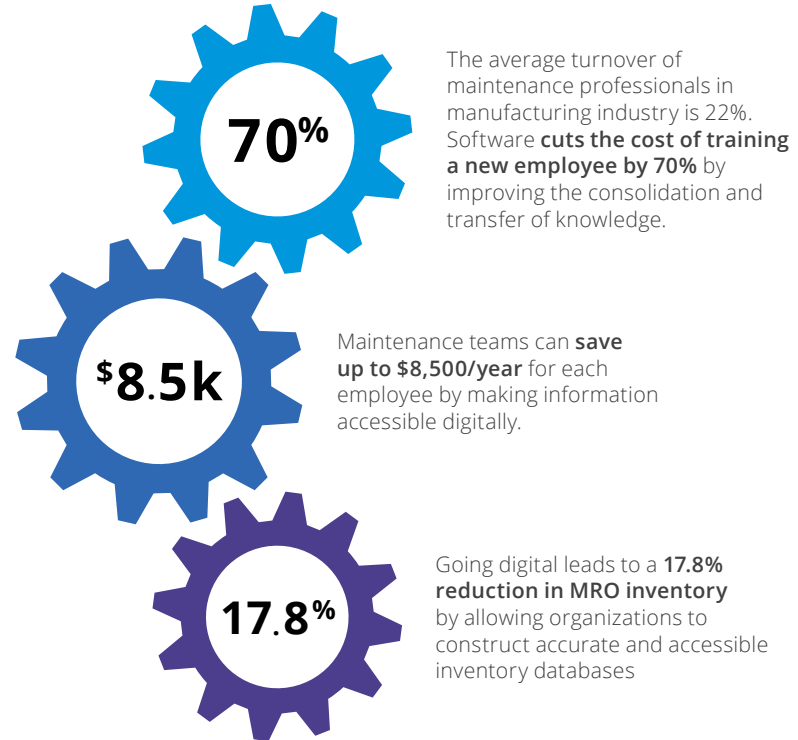 70%
The average turnover of
maintenance professionals in
manufacturing industry is 22%.
Software cuts the cost of training
a new employee by 70% by
improving the consolidation and
transfer of knowledge.
$8.5k
Maintenance teams can save
up to $8,500/year for each
employee by making information
accessible digitally.
17.8%
Going digital leads to a 17.8%
reduction in MRO inventory
by allowing organizations to
construct accurate and accessible
inventory databases